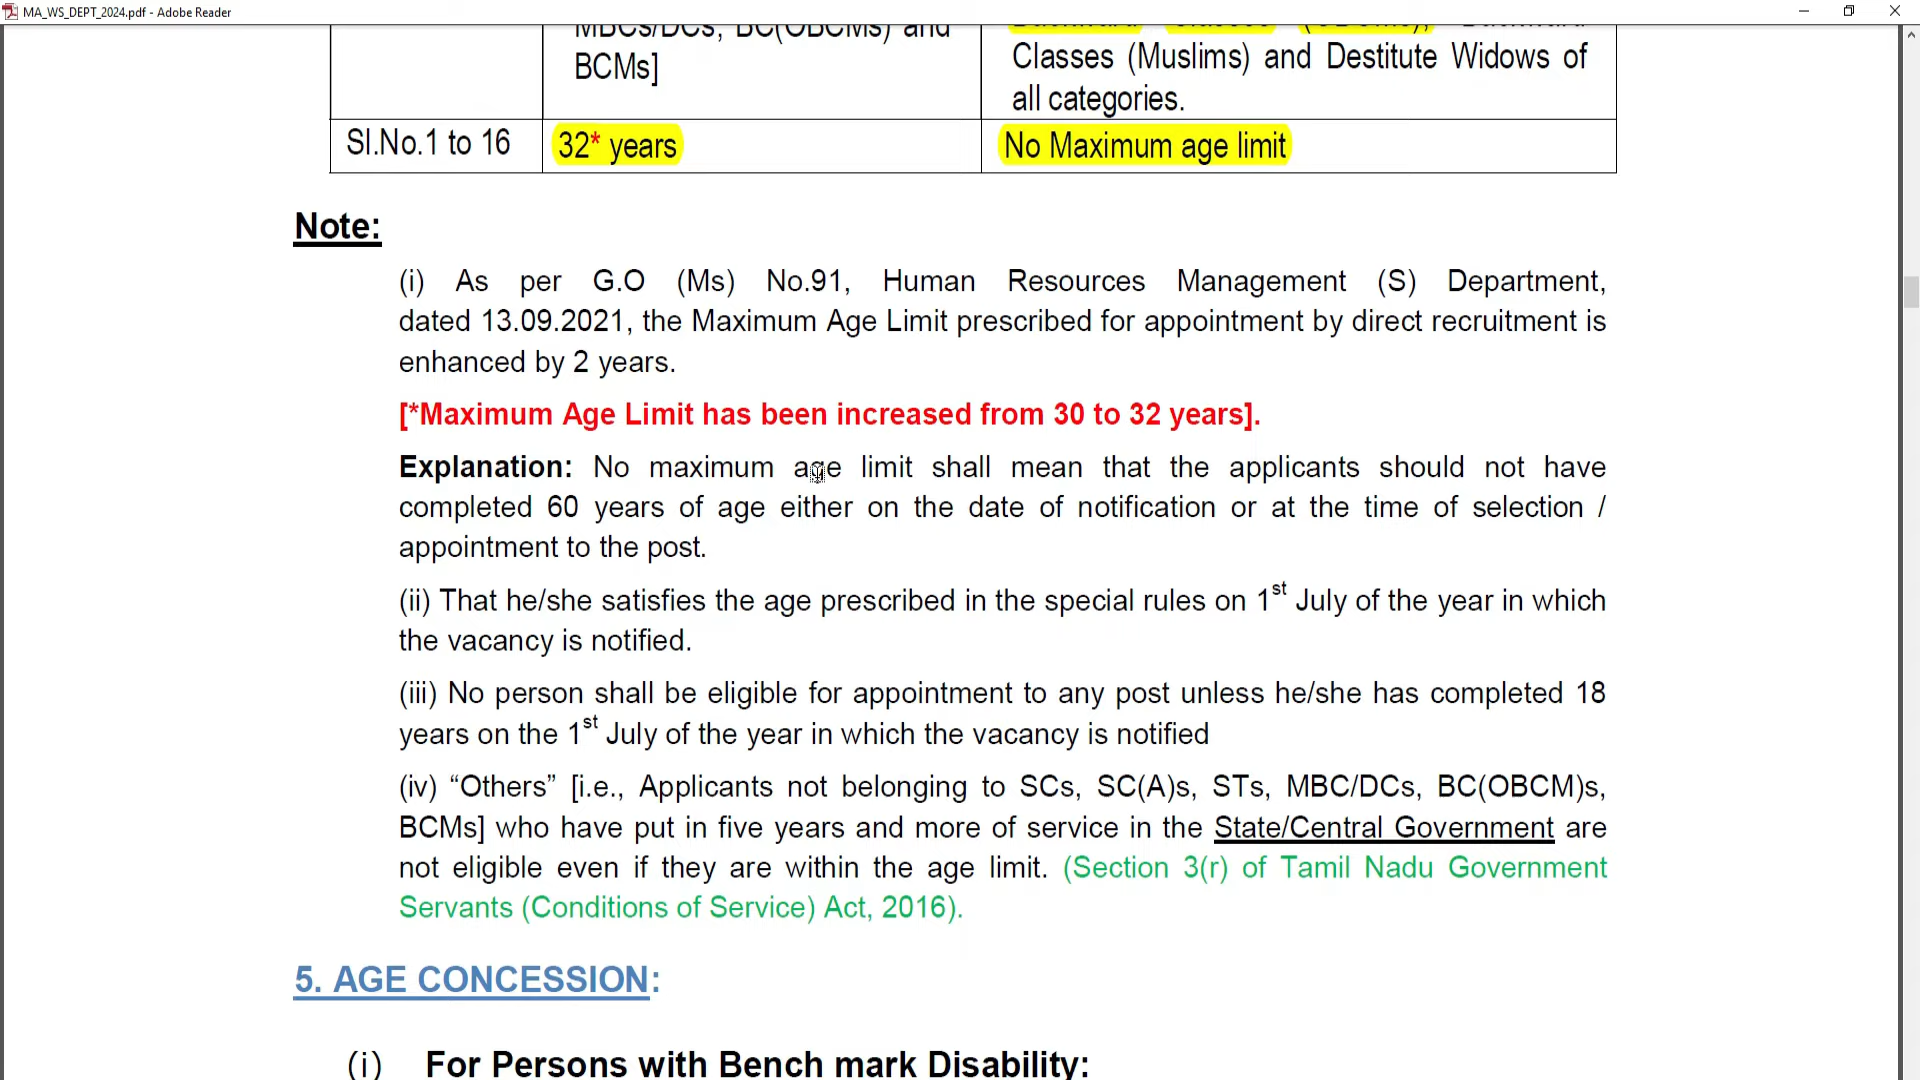 MA_WS_DEPT_2024.pdf - Adobe Reader
MBCs/DCs, BC(OBCMs) and
BCMs]
Backward Classes (OBCMs), Backward
Classes (Muslims) and Destitute Widows of
all categories.
Sl.No.1 to 16
32* years
No Maximum age limit
Note:
(i) As per G.O (Ms) No.91, Human Resources Management (S) Department,
dated 13.09.2021, the Maximum Age Limit prescribed for appointment by direct recruitment is
enhanced by 2 years.
[*Maximum Age Limit has been increased from 30 to 32 years].
Explanation: No maximum age limit shall mean that the applicants should not have
completed 60 years of age either on the date of notification or at the time of selection /
appointment to the post.
(ii) That he/she satisfies the age prescribed in the special rules on 1st July of the year in which
the vacancy is notified.
(iii) No person shall be eligible for appointment to any post unless he/she has completed 18
years on the 1st July of the year in which the vacancy is notified
(iv) “Others” [i.e., Applicants not belonging to SCs, SC(A)s, STs, MBC/DCs, BC(OBCM)s,
BCMs] who have put in five years and more of service in the State/Central Government are
not eligible even if they are within the age limit. (Section 3(r) of Tamil Nadu Government
Servants (Conditions of Service) Act, 2016).
5. AGE CONCESSION:
(i) For Persons with Bench mark Disability: